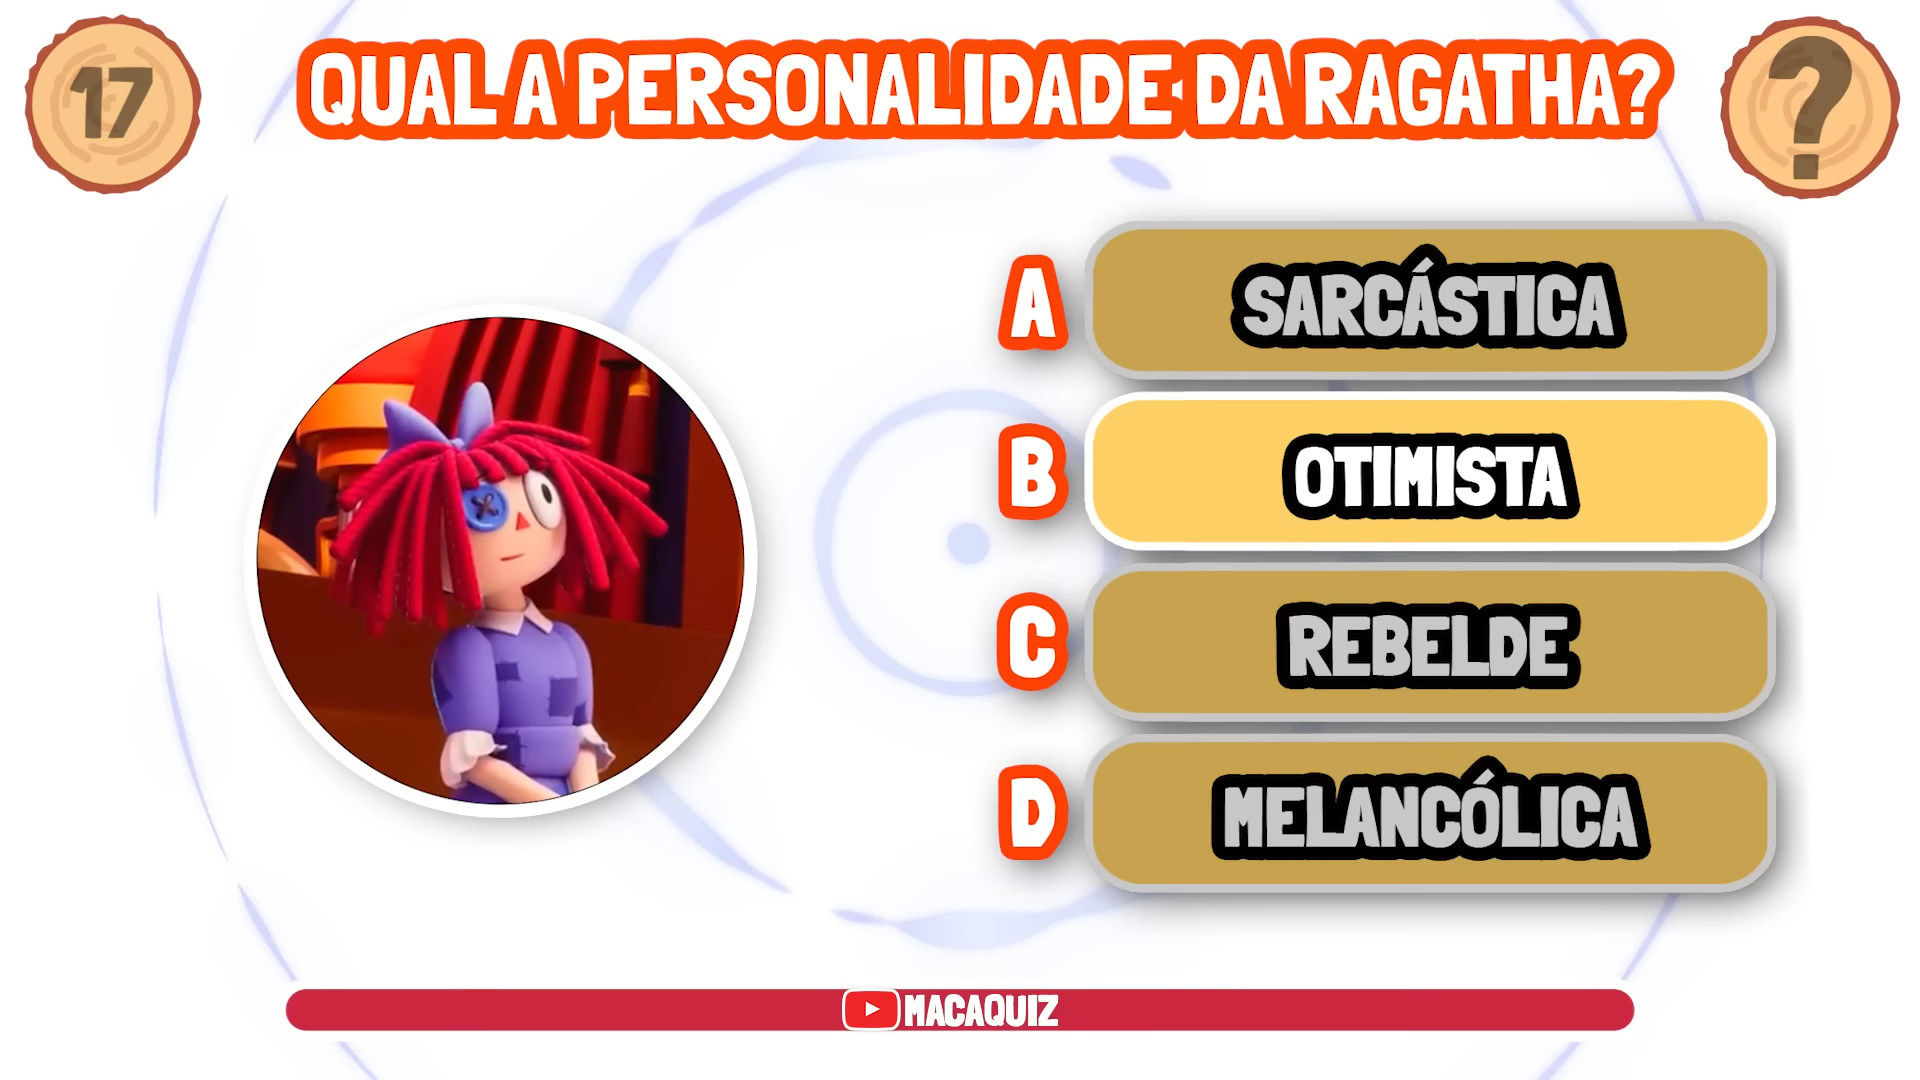 17
QUAL A PERSONALIDADE DA RAGATHA?
?
A SARCÁSTICA
B OTIMISTA
C REBELDE
D MELANCÓLICA
MACAQUIZ